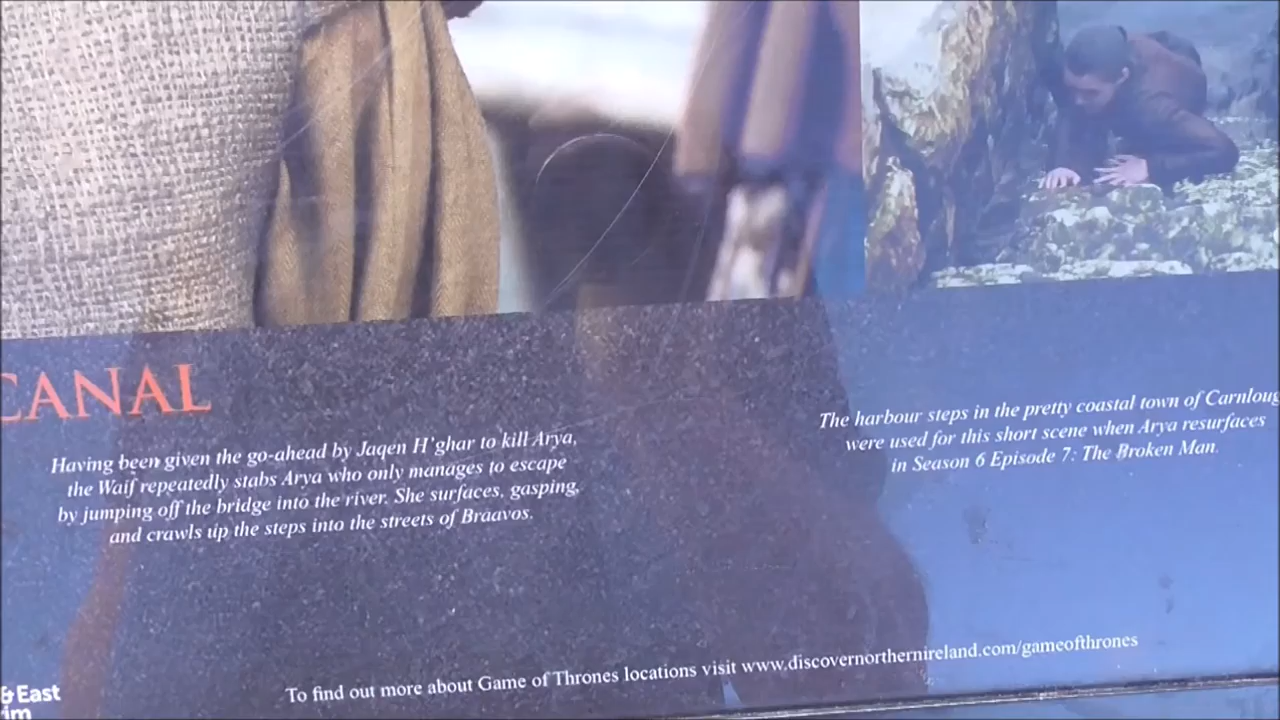 CANAL
Having been given the go-ahead by Jaqen H'ghar to kill Arya,
the Waif repeatedly stabs Arya who only manages to escape
by jumping off the bridge into the river. She surfaces, gasping,
and crawls up the steps into the streets of Braavos.
The harbour steps in the pretty coastal town of Carnloug
were used for this short scene when Arya resurfaces
in Season 6 Episode 7: The Broken Man.
To find out more about Game of Thrones locations visit www.discovernorthernireland.com/gameofthrones
& East
im